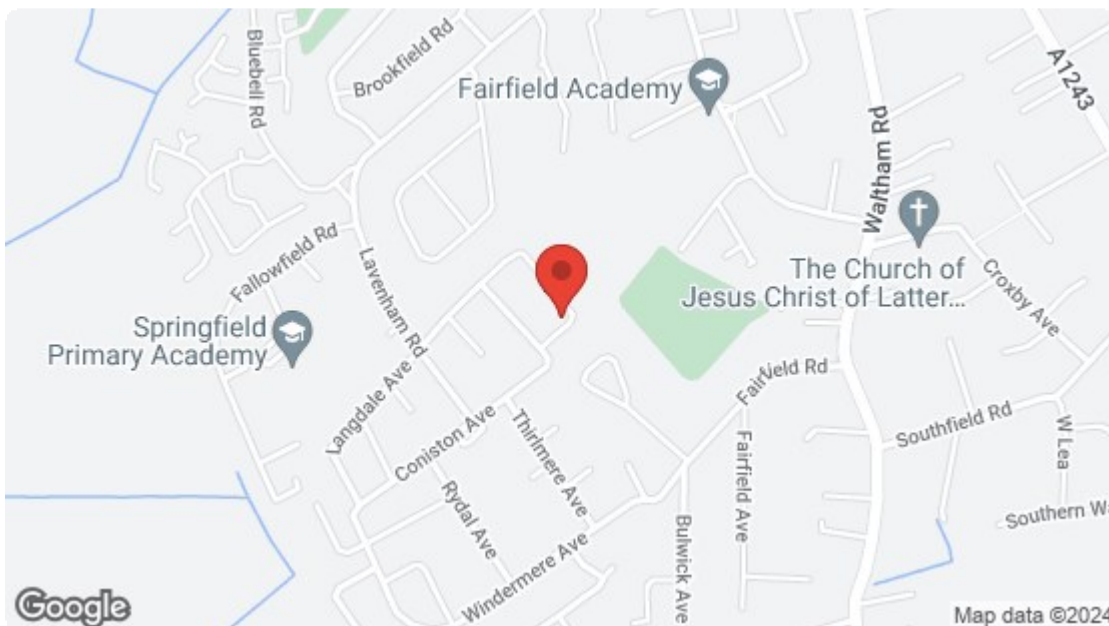 Bluebell Rd
Brookfield Rd
Fairfield Academy
A1243
Waltham Rd
Fallowfield Rd
Lavenham Rd
The Church of
Jesus Christ of Latter...
Croxby Ave
Springfield
Primary Academy
Langdale Ave
Coniston Ave
Thirlmere Ave
Fairfield Rd
Southfield Rd
W Lea
Fairfield Ave
Rydal Ave
Bulwick Ave
Southern Wa
Windermere Ave
Google
Map data ©2024